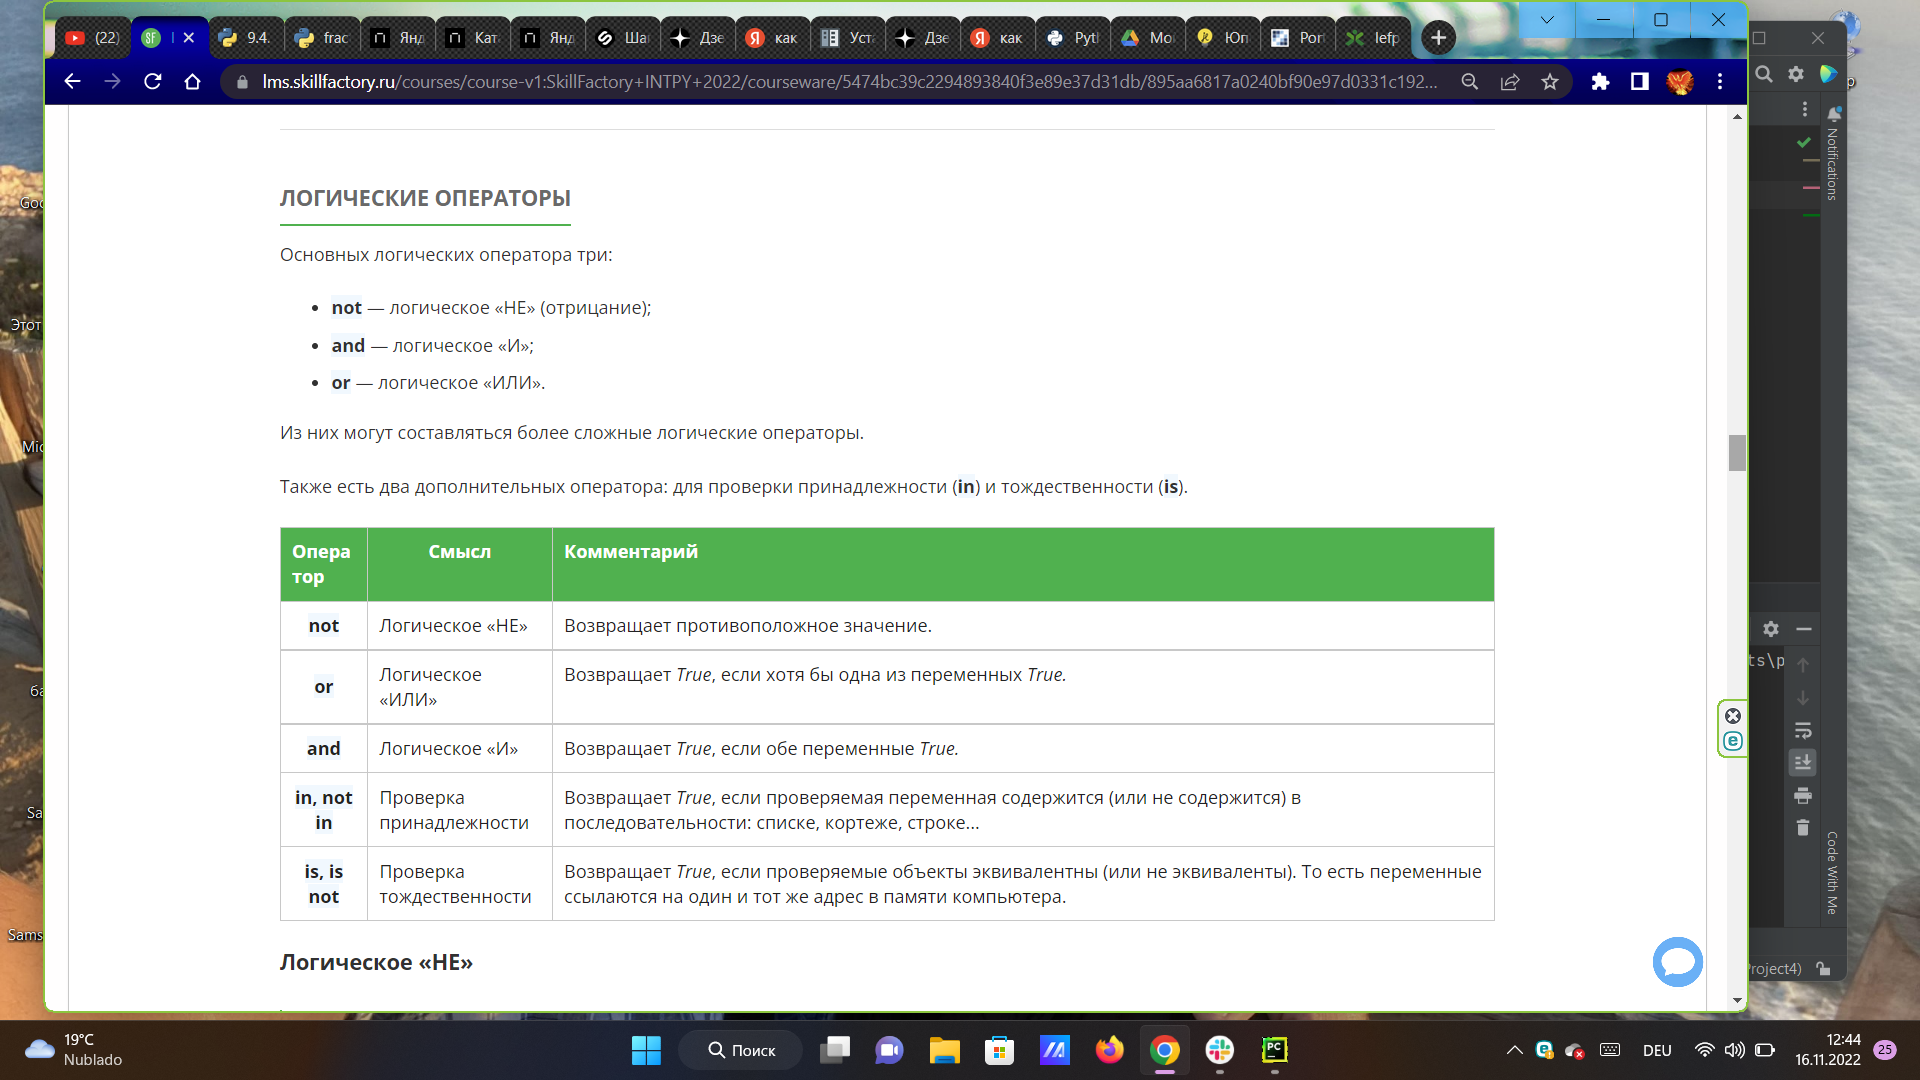 (22)
9.4.
frac
Янд
Кат
Янд
Ша
Дзе
как
Уст
Дзе
как
Pytl
Мо
Юп
Por
lefp
lms.skillfactory.ru/courses/course-v1:SkillFactory+INTPY+2022/courseware/5474bc39c2294893840f3e89e37d31db/895aa6817a0240bf90e97d0331c192...
ЛОГИЧЕСКИЕ ОПЕРАТОРЫ
Основных логических оператора три:
• not — логическое «НЕ» (отрицание);
• and — логическое «И»;
• or — логическое «ИЛИ».
Из них могут составляться более сложные логические операторы.
Также есть два дополнительных оператора: для проверки принадлежности (in) и тождественности (is).
Опера
тор
Смысл
Комментарий
not
Логическое «НЕ»
Возвращает противоположное значение.
or
Логическое
«ИЛИ»
Возвращает True, если хотя бы одна из переменных True.
and
Логическое «И»
Возвращает True, если обе переменные True.
in, not
in
Проверка
принадлежности
Возвращает True, если проверяемая переменная содержится (или не содержится) в
последовательности: списке, кортеже, строке...
is, is
not
Проверка
тождественности
Возвращает True, если проверяемые объекты эквивалентны (или не эквиваленты). То есть переменные
ссылаются на один и тот же адрес в памяти компьютера.
Логическое «НЕ»
Goo
Этот
Mic
ба
Sa
Sams
Notifications
ts\p
Code With Me
roject4)
19°C
Nublado
Поиск
PC
DEU
12:44
16.11.2022
25